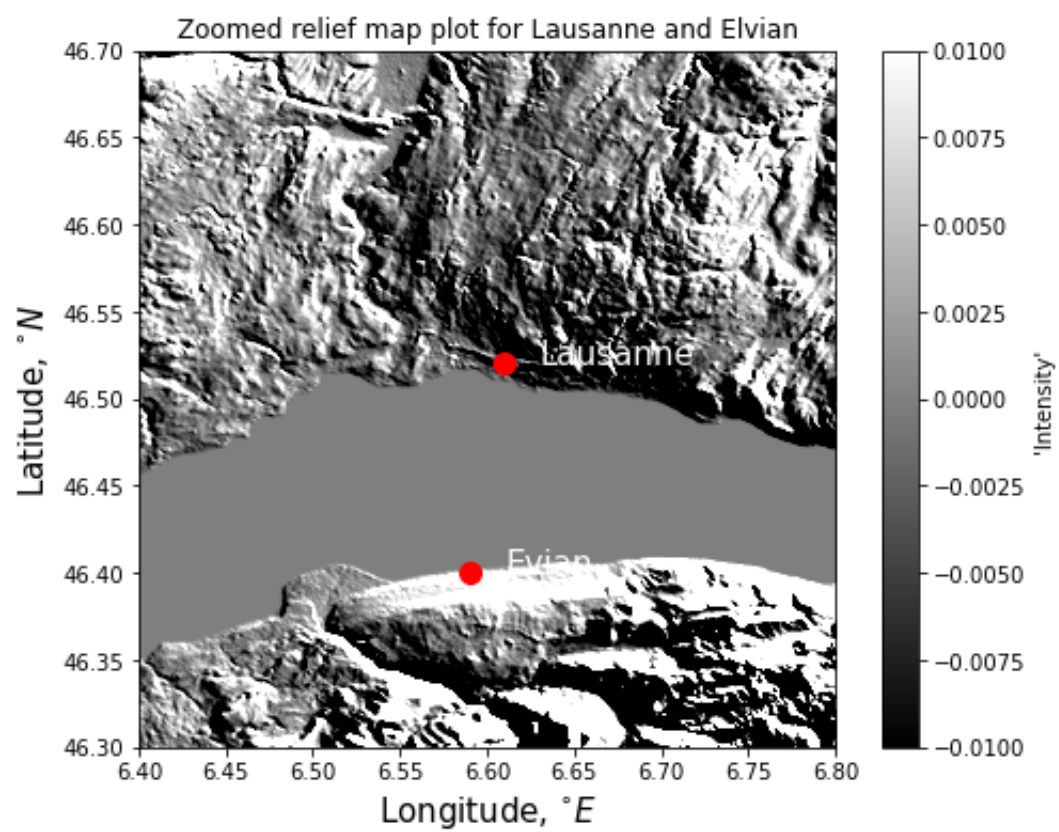 Zoomed relief map plot for Lausanne and Elvian
46.70
46.65
46.60
46.55
46.50
46.45
46.40
46.35
46.30
Latitude, °N
Lausanne
Evian
6.40 6.45 6.50 6.55 6.60 6.65 6.70 6.75 6.80
Longitude, °E
0.0100
0.0075
0.0050
0.0025
0.0000
−0.0025
−0.0050
−0.0075
−0.0100
'Intensity'